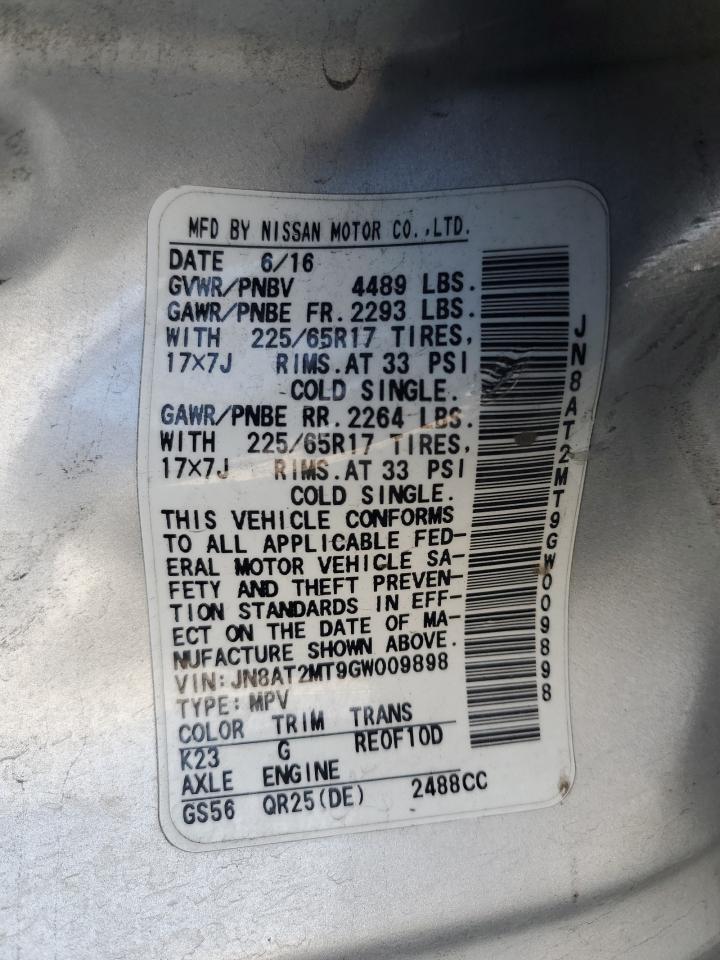 MFD BY NISSAN MOTOR CO.,LTD.
DATE 6/16
GVWR/PNBV 4489 LBS.
GAWR/PNBE FR. 2293 LBS.
WITH 225/65R17 TIRES,
17×7J RIMS. AT 33 PSI
COLD SINGLE.
GAWR/PNBE RR. 2264 LBS.
WITH 225/65R17 TIRES,
17×7J RIMS. AT 33 PSI
COLD SINGLE.
THIS VEHICLE CONFORMS
TO ALL APPLICABLE FED-
ERAL MOTOR VEHICLE SA-
FETY AND THEFT PREVEN-
TION STANDARDS IN EFF-
ECT ON THE DATE OF MA-
NUFACTURE SHOWN ABOVE.
VIN: JN8AT2MT9GW009898
TYPE: MPV
COLOR TRIM TRANS
K23 G RE0F10D
AXLE ENGINE
GS56 QR25(DE) 2488CC
JN8AT2MT9GW009898